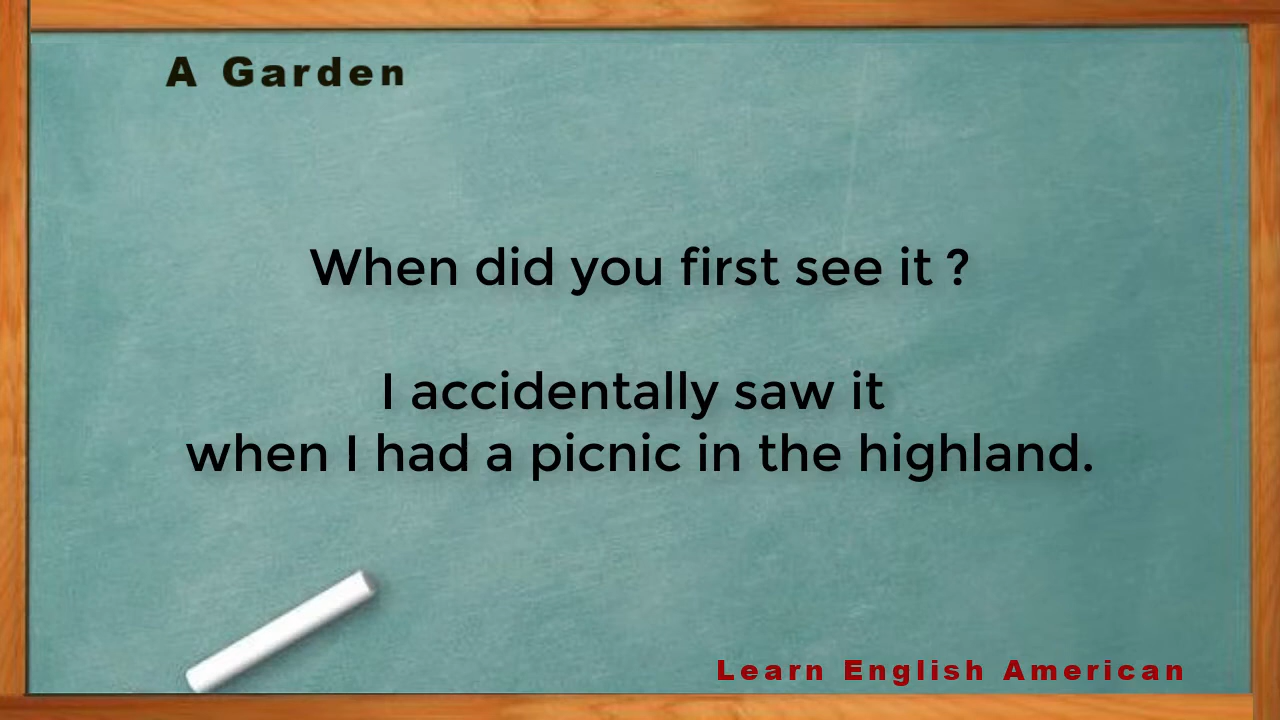 A Garden
When did you first see it ?
I accidentally saw it
when I had a picnic in the highland.
Learn English American